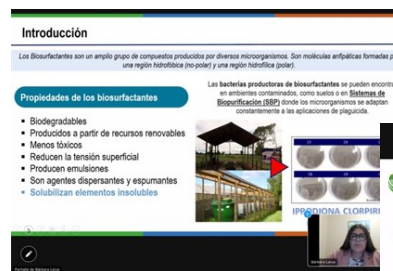 Introducción
Los Biosurfactantes son un amplio grupo de compuestos producidos por diversos microorganismos. Son moléculas anfipáticas formadas p
una región hidrofóbica (no-polar) y una región hidrofílica (polar).
Propiedades de los biosurfactantes
Biodegradables
Producidos a partir de recursos renovables
Menos tóxicos
Reducen la tensión superficial
Producen emulsiones
Son agentes dispersantes y espumantes
Solubilizan elementos insolubles
Las bacterias productoras de biosurfactantes se pueden encontr
en ambientes contaminados, como suelos o en Sistemas de
Biopurificación (SBP) donde los microorganismos se adaptan
constantemente a las aplicaciones de plaguicida.
IPRODIONA CLORPIRI